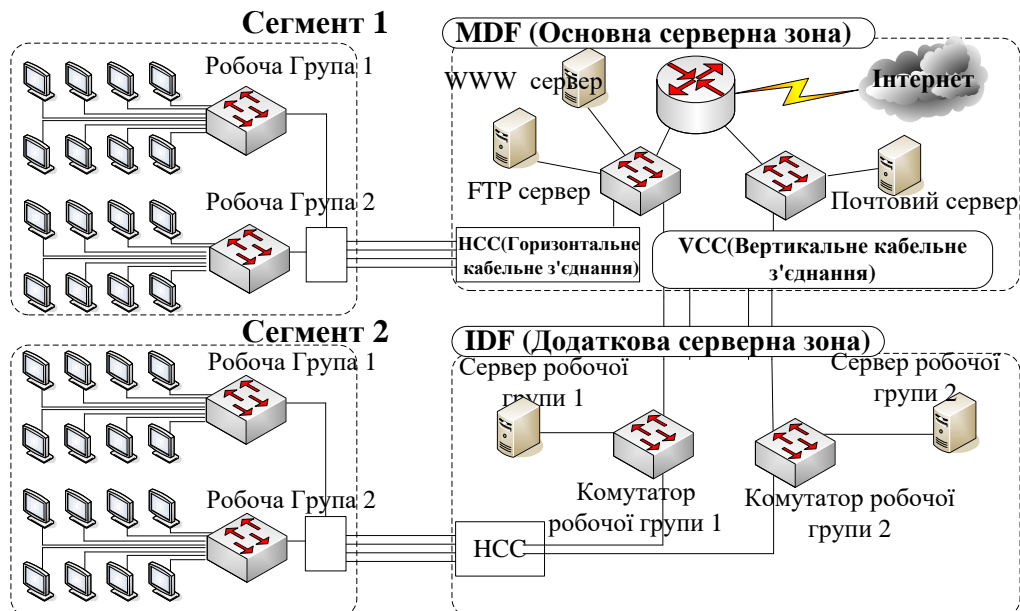 Сегмент 1
Робоча Група 1
Робоча Група 2
MDF (Основна серверна зона)
WWW сервер
Інтернет
FTP сервер
Почтовий сервер
HCC(Горизонтальне
кабельне з'єднання)
VCC(Вертикальне кабельне
з'єднання)
Сегмент 2
Робоча Група 1
Робоча Група 2
IDF (Додаткова серверна зона)
Сервер робочої
групи 1
Сервер робочої
групи 2
Комутатор
робочої групи 1
Комутатор робочої
групи 2
HCC